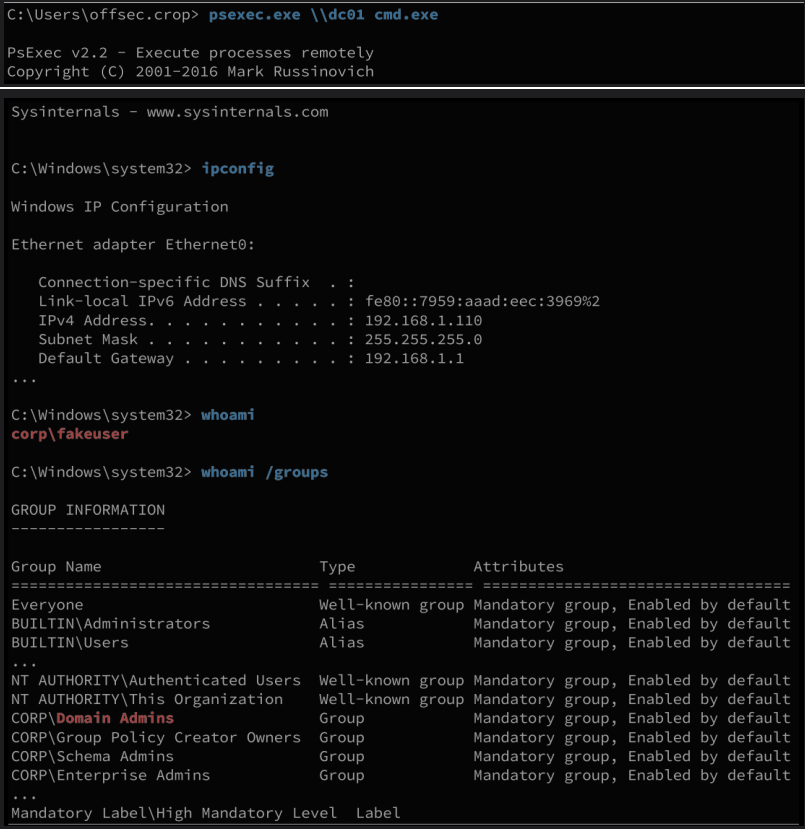 C:\Users\offsec.crop> psexec.exe \\dc01 cmd.exe
PsExec v2.2 – Execute processes remotely
Copyright (C) 2001-2016 Mark Russinovich
Sysinternals – www.sysinternals.com
C:\Windows\system32> ipconfig
Windows IP Configuration
Ethernet adapter Ethernet0:
Connection-specific DNS Suffix . :
Link-local IPv6 Address . . . . . : fe80::7959:aaad:eec:3969%2
IPv4 Address. . . . . . . . . . . : 192.168.1.110
Subnet Mask . . . . . . . . . . . : 255.255.255.0
Default Gateway . . . . . . . . . : 192.168.1.1
...
C:\Windows\system32> whoami
corp\fakeuser
C:\Windows\system32> whoami /groups
GROUP INFORMATION
-----------------
Group Name Type Attributes
================================== ================ ==================================
Everyone Well-known group Mandatory group, Enabled by default
BUILTIN\Administrators Alias Mandatory group, Enabled by default
BUILTIN\Users Alias Mandatory group, Enabled by default
...
NT AUTHORITY\Authenticated Users Well-known group Mandatory group, Enabled by default
NT AUTHORITY\This Organization Well-known group Mandatory group, Enabled by default
CORP\Domain Admins Group Mandatory group, Enabled by default
CORP\Group Policy Creator Owners Group Mandatory group, Enabled by default
CORP\Schema Admins Group Mandatory group, Enabled by default
CORP\Enterprise Admins Group Mandatory group, Enabled by default
...
Mandatory Label\High Mandatory Level Label